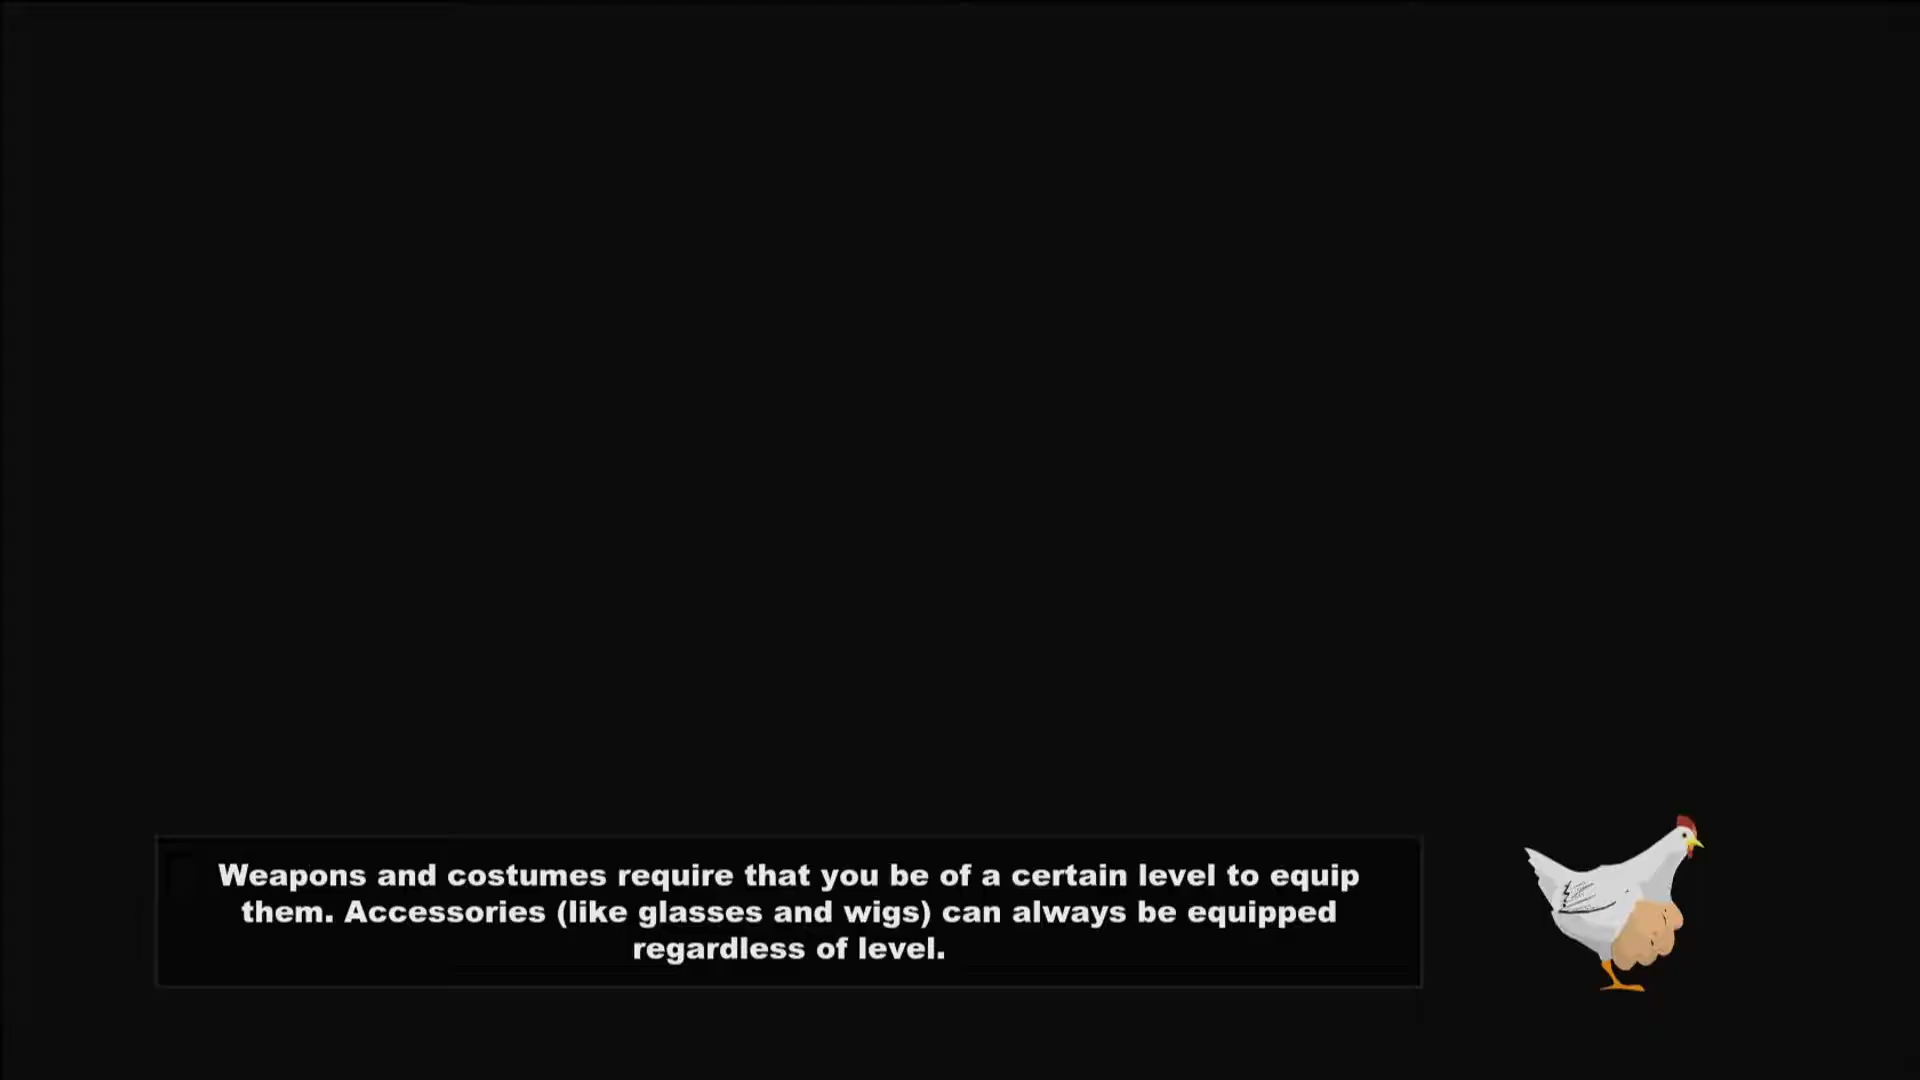 Weapons and costumes require that you be of a certain level to equip
them. Accessories (like glasses and wigs) can always be equipped
regardless of level.